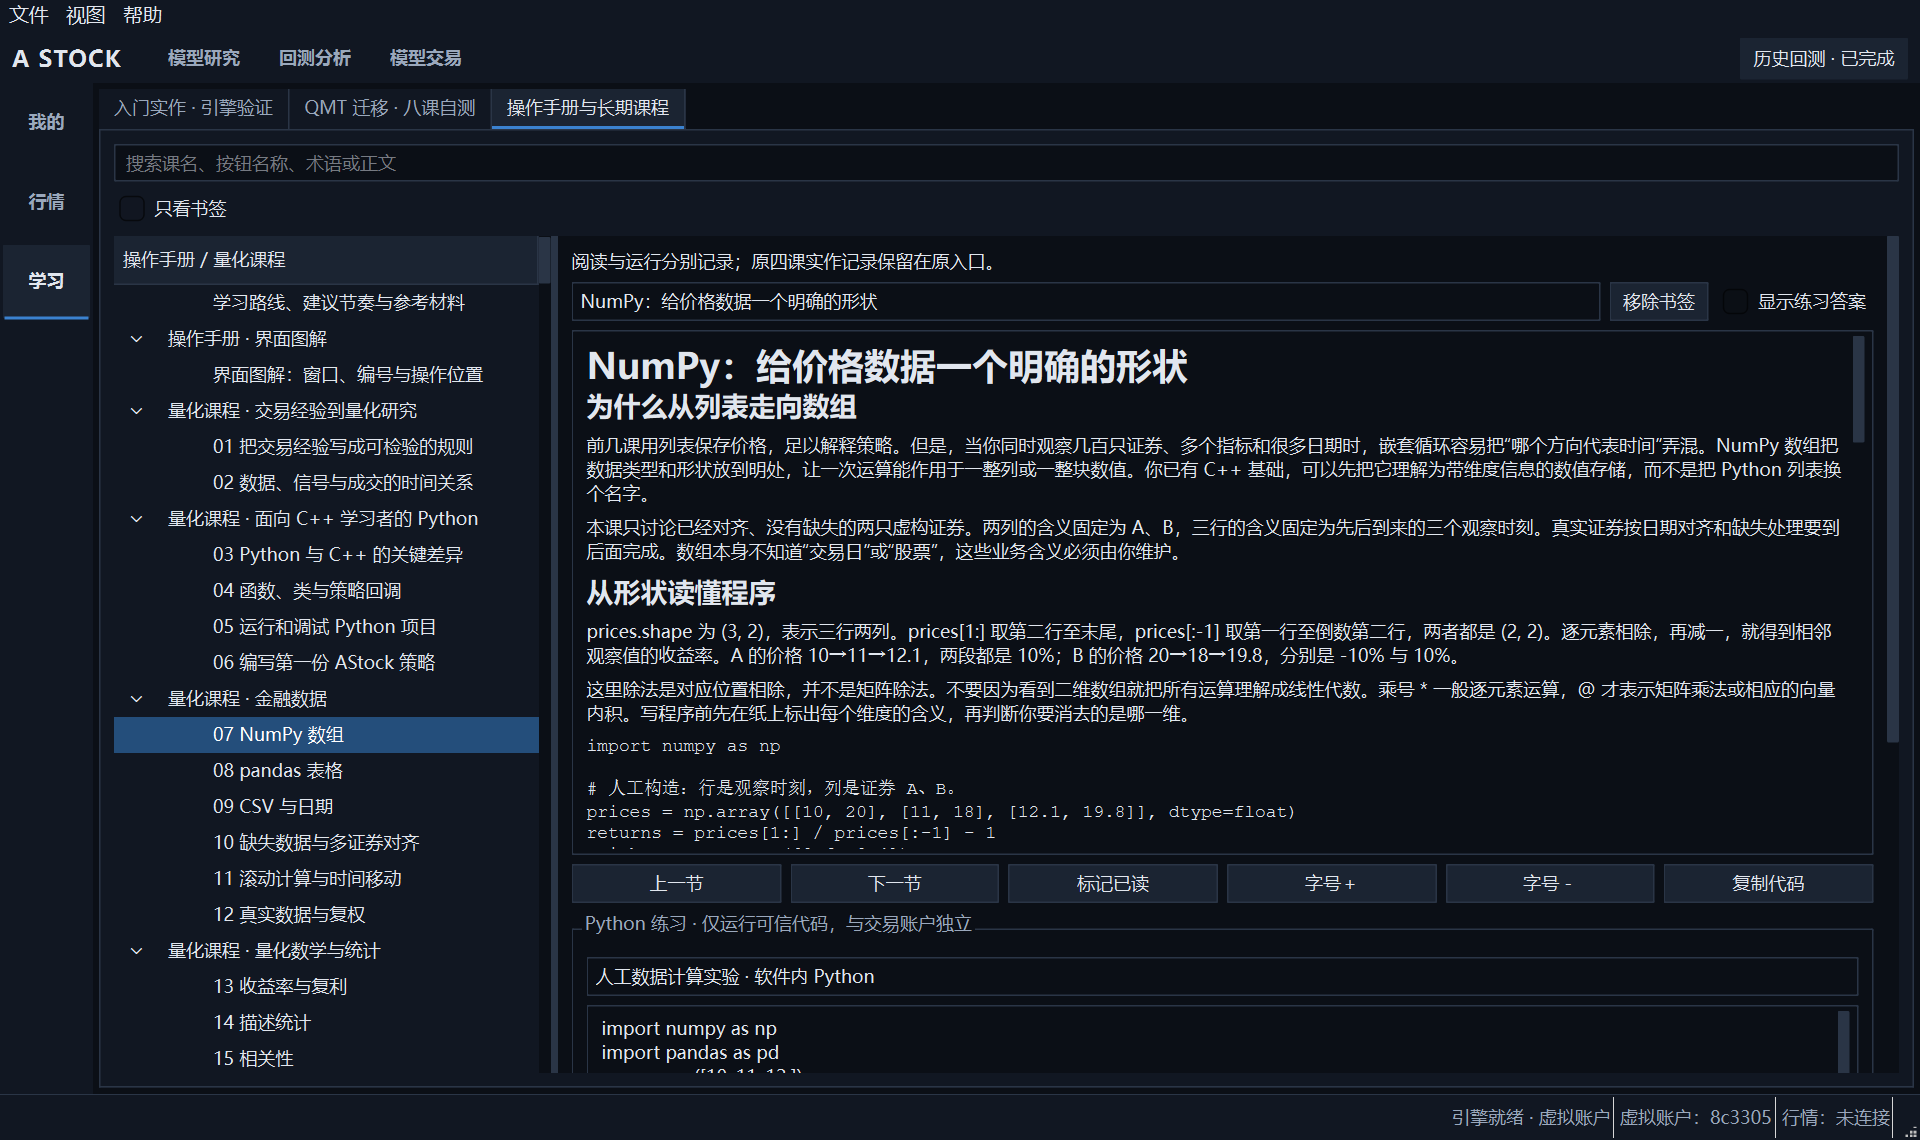 文件 视图 帮助
A STOCK 模型研究 回测分析 模型交易 历史回测 · 已完成
我的
行情
学习
入门实作 · 引擎验证 QMT 迁移 · 八课自测 操作手册与长期课程
搜索课名、按钮名称、术语或正文
只看书签
操作手册 / 量化课程
学习路线、建议节奏与参考材料
操作手册 · 界面图解
界面图解：窗口、编号与操作位置
量化课程 · 交易经验到量化研究
01 把交易经验写成可检验的规则
02 数据、信号与成交的时间关系
量化课程 · 面向 C++ 学习者的 Python
03 Python 与 C++ 的关键差异
04 函数、类与策略回调
05 运行和调试 Python 项目
06 编写第一份 AStock 策略
量化课程 · 金融数据
07 NumPy 数组
08 pandas 表格
09 CSV 与日期
10 缺失数据与多证券对齐
11 滚动计算与时间移动
12 真实数据与复权
量化课程 · 量化数学与统计
13 收益率与复利
14 描述统计
15 相关性
阅读与运行分别记录；原四课实作记录保留在原入口。
NumPy：给价格数据一个明确的形状 移除书签 显示练习答案
NumPy：给价格数据一个明确的形状
为什么从列表走向数组
前几课用列表保存价格，足以解释策略。但是，当你同时观察几百只证券、多个指标和很多日期时，嵌套循环容易把“哪个方向代表时间”弄混。NumPy 数组把
数据类型和形状放到明处，让一次运算能作用于一整列或一整块数值。你已有 C++ 基础，可以先把它理解为带维度信息的数值存储，而不是把 Python 列表换
个名字。
本课只讨论已经对齐、没有缺失的两只虚构证券。两列的含义固定为 A、B，三行的含义固定为先后到来的三个观察时刻。真实证券按日期对齐和缺失处理要到
后面完成。数组本身不知道“交易日”或“股票”，这些业务含义必须由你维护。
从形状读懂程序
prices.shape 为 (3, 2)，表示三行两列。prices[1:] 取第二行至末尾，prices[:-1] 取第一行至倒数第二行，两者都是 (2, 2)。逐元素相除，再减一，就得到相邻
观察值的收益率。A 的价格 10→11→12.1，两段都是 10%；B 的价格 20→18→19.8，分别是 -10% 与 10%。
这里除法是对应位置相除，并不是矩阵除法。不要因为看到二维数组就把所有运算理解成线性代数。乘号 * 一般逐元素运算，@ 才表示矩阵乘法或相应的向量
内积。写程序前先在纸上标出每个维度的含义，再判断你要消去的是哪一维。
import numpy as np
# 人工构造：行是观察时刻，列是证券 A、B。
prices = np.array([[10, 20], [11, 18], [12.1, 19.8]], dtype=float)
returns = prices[1:] / prices[:-1] - 1
上一节 下一节 标记已读 字号 + 字号 - 复制代码
Python 练习 · 仅运行可信代码，与交易账户独立
人工数据计算实验 · 软件内 Python
import numpy as np
import pandas as pd
引擎就绪 · 虚拟账户 虚拟账户：8c3305 行情：未连接